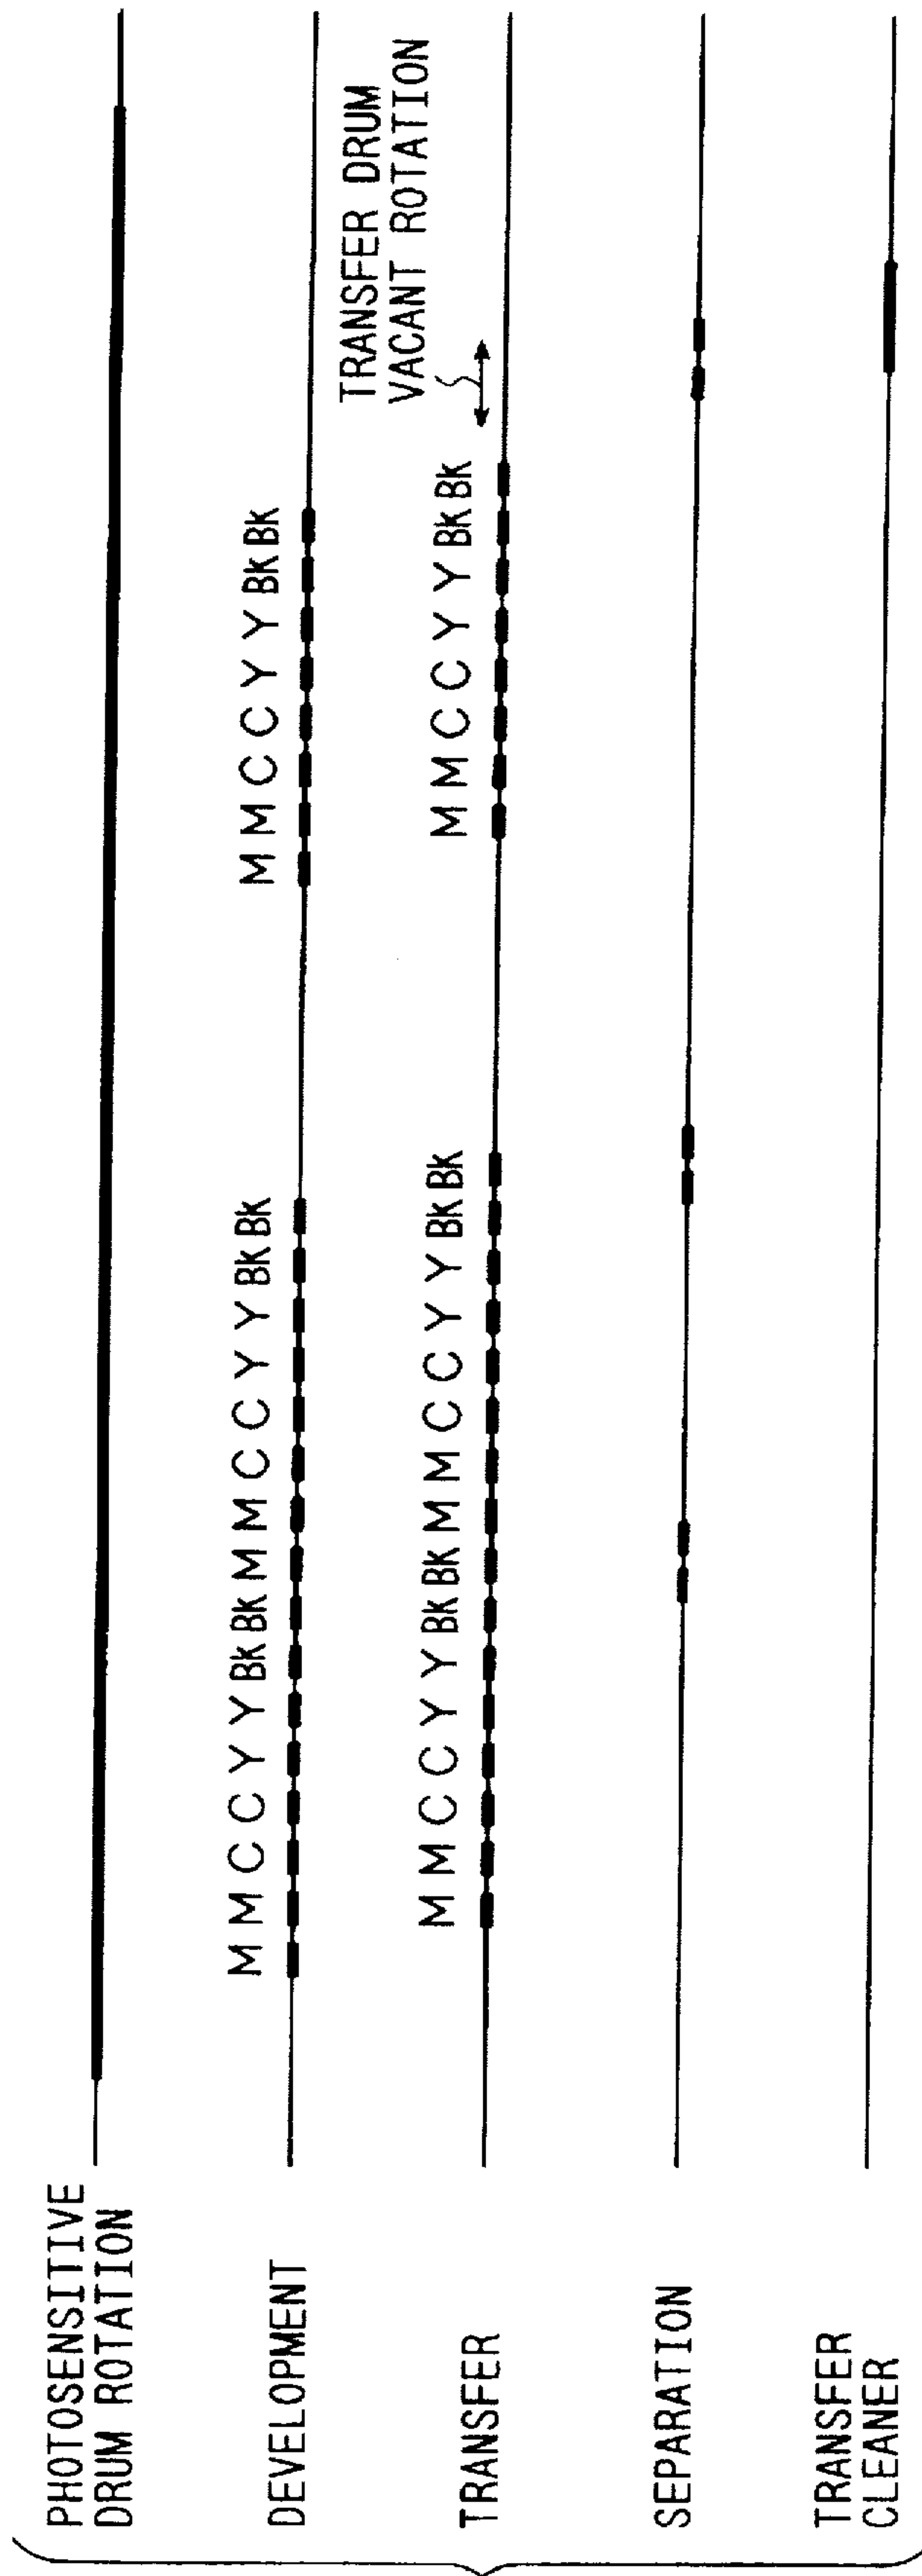 PHOTOSENSITIVE
DRUM ROTATION
DEVELOPMENT
M M C C Y Y BK BK M M C C Y Y BK BK
M M C C Y Y BK BK
TRANSFER
M M C C Y Y BK BK M M C C Y Y BK BK
M M C C Y Y BK BK
TRANSFER DRUM
VACANT ROTATION
SEPARATION
TRANSFER
CLEANER